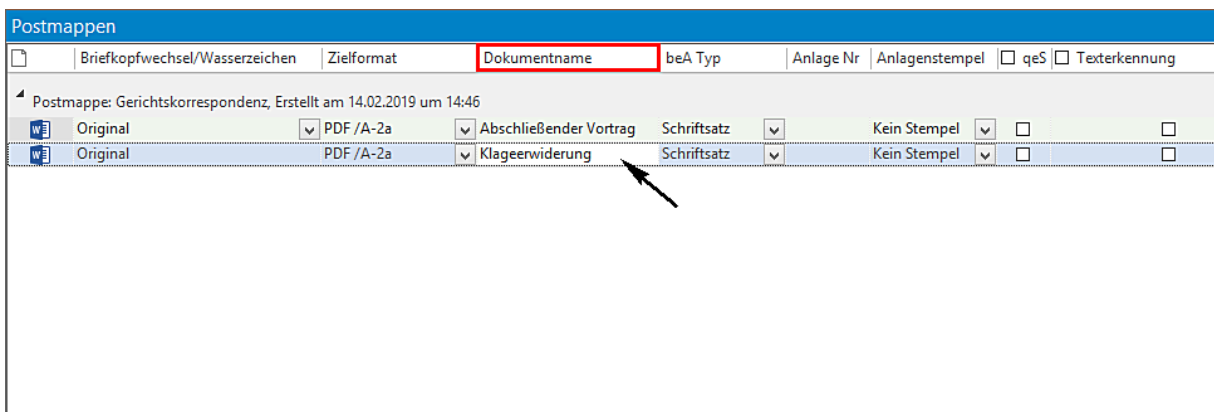 Postmappen
Briefkopfwechsel/Wasserzeichen Zielformat Dokumentname beA Typ Anlage Nr Anlagenstempel qeS Texterkennung
Postmappe: Gerichtskorrespondenz, Erstellt am 14.02.2019 um 14:46
Original PDF/A-2a Abschließender Vortrag Schriftsatz Kein Stempel
Original PDF/A-2a Klageerwiderung Schriftsatz Kein Stempel